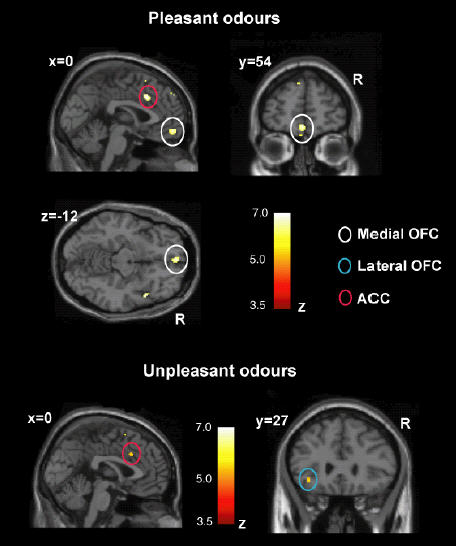 Pleasant odours
x=0
y=54
R
z=-12
R
7.0
5.0
3.5
z
Medial OFC
Lateral OFC
ACC
Unpleasant odours
x=0
7.0
5.0
3.5
z
y=27
R